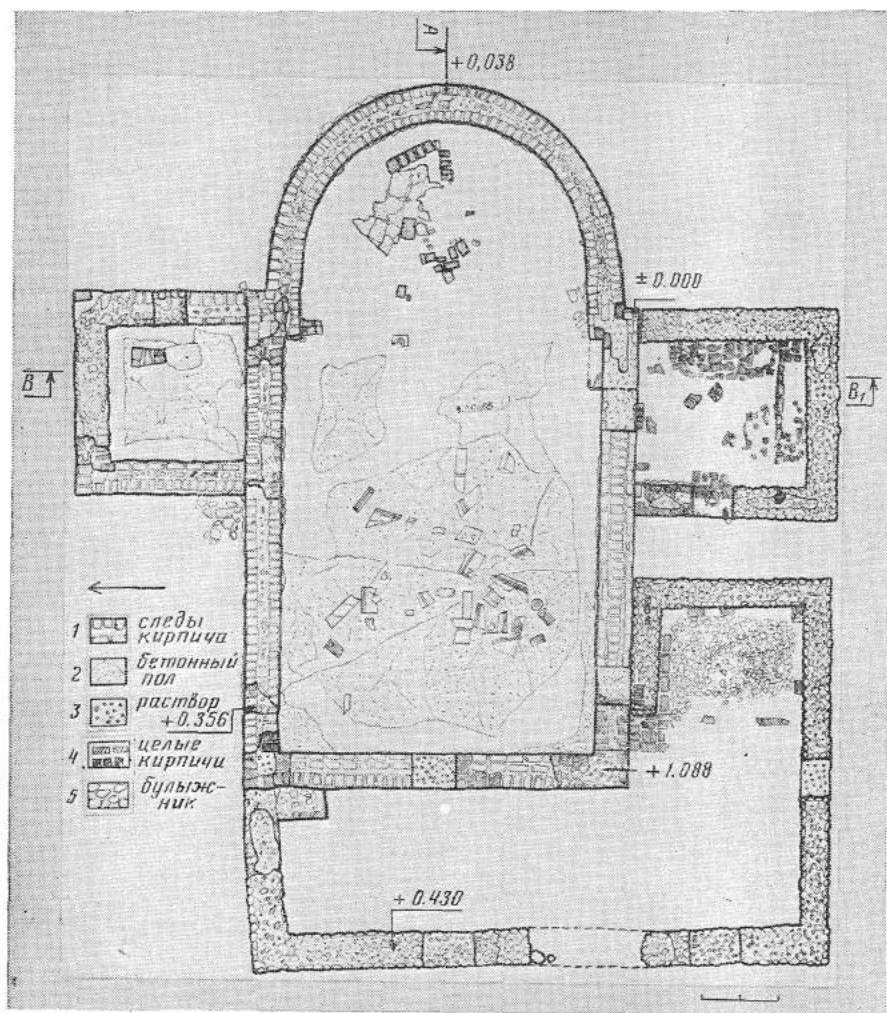 А
+0,038
±0.000
В
В₁
1 следы
кирпича
2 бетонный
пол
3 раствор
+0.356
4 целые
кирпичи
5 булыж-
ник
+1.088
+0.430